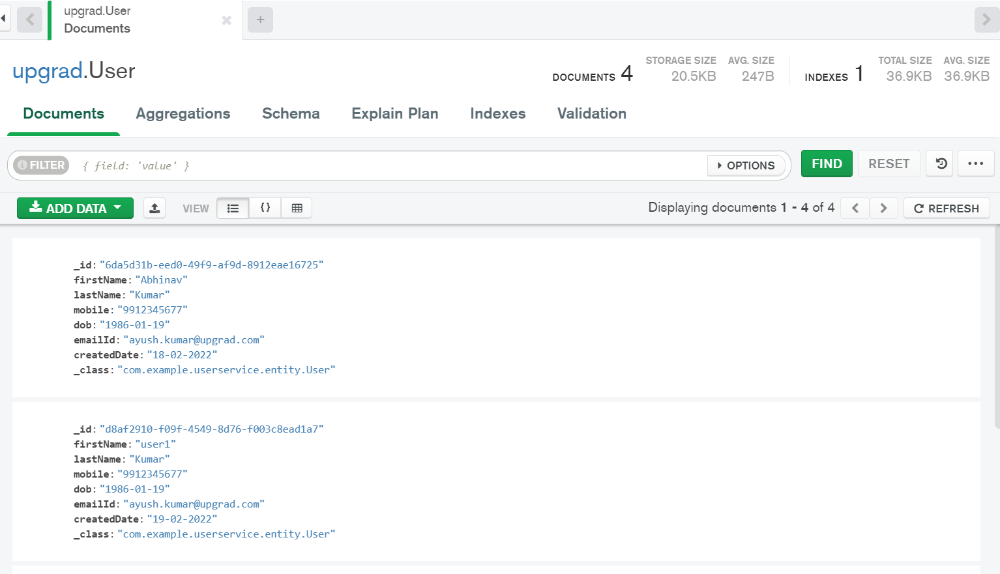 upgrad.User
Documents
upgrad.User
DOCUMENTS 4
STORAGE SIZE
20.5KB
AVG. SIZE
247B
INDEXES 1
TOTAL SIZE
36.9KB
AVG. SIZE
36.9KB
Documents Aggregations Schema Explain Plan Indexes Validation
FILTER { field: 'value' } OPTIONS FIND RESET
ADD DATA VIEW {} Displaying documents 1 - 4 of 4 REFRESH
_id: "6da5d31b-eed0-49f9-af9d-8912eae16725"
firstName: "Abhinav"
lastName: "Kumar"
mobile: "9912345677"
dob: "1986-01-19"
emailId: "ayush.kumar@upgrad.com"
createdDate: "18-02-2022"
_class: "com.example.userservice.entity.User"
_id: "d8af2910-f09f-4549-8d76-f003c8ead1a7"
firstName: "user1"
lastName: "Kumar"
mobile: "9912345677"
dob: "1986-01-19"
emailId: "ayush.kumar@upgrad.com"
createdDate: "19-02-2022"
_class: "com.example.userservice.entity.User"